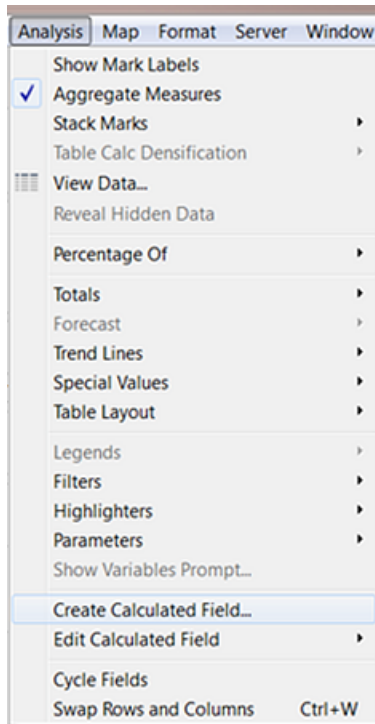 Analysis Map Format Server Window
Show Mark Labels
Aggregate Measures
Stack Marks
Table Calc Densification
View Data...
Reveal Hidden Data
Percentage Of
Totals
Forecast
Trend Lines
Special Values
Table Layout
Legends
Filters
Highlighters
Parameters
Show Variables Prompt...
Create Calculated Field...
Edit Calculated Field
Cycle Fields
Swap Rows and Columns Ctrl+W